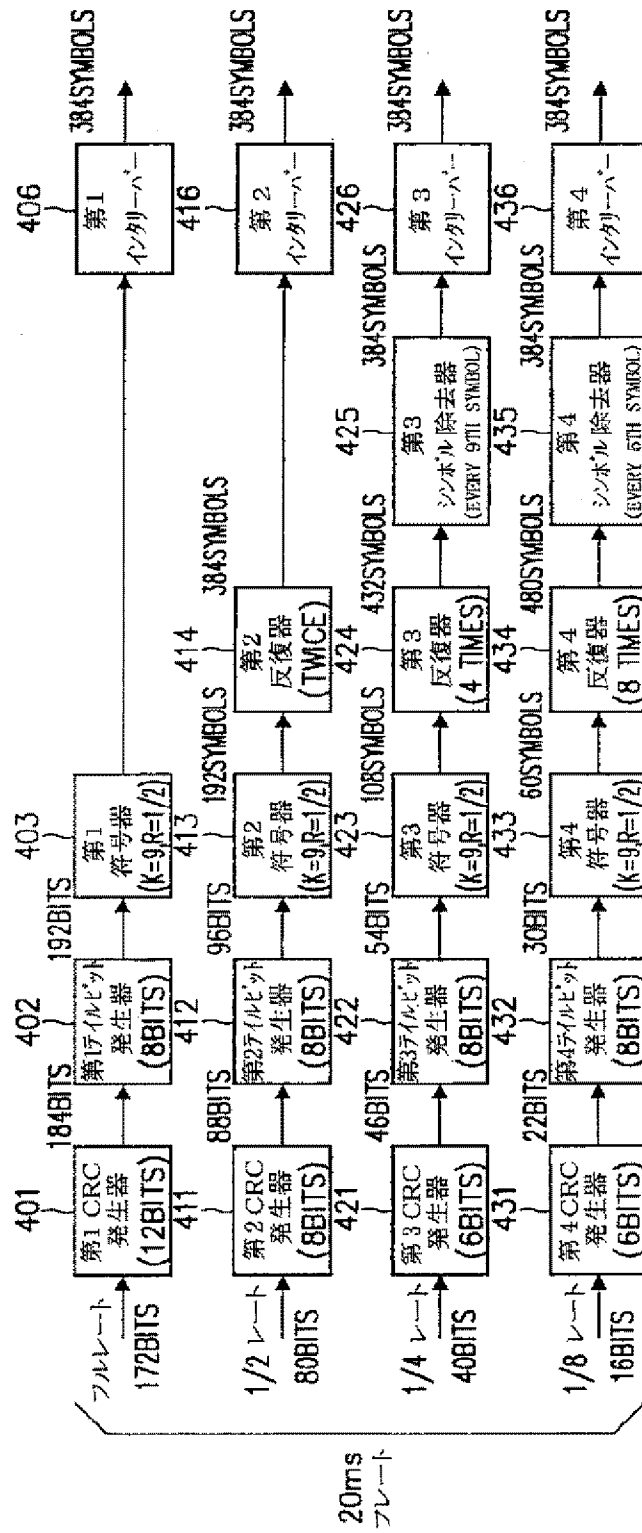 20ms
フレート
フルレート
172BITS
401
第1 CRC
発生器
(12BITS)
184BITS
402
第1テイルビット
発生器
(8BITS)
192BITS
403
第1
符号器
(K=9,R=1/2)
406
第1
インタリーバー
384SYMBOLS
1/2 レート
80BITS
411
第2 CRC
発生器
(8BITS)
88BITS
412
第2テイルビット
発生器
(8BITS)
96BITS
413
第2
符号器
(K=9,R=1/2)
192SYMBOLS
414
第2
反復器
(TWICE)
384SYMBOLS
416
第2
インタリーバー
384SYMBOLS
1/4 レート
40BITS
421
第3 CRC
発生器
(6BITS)
46BITS
422
第3テイルビット
発生器
(8BITS)
54BITS
423
第3
符号器
(K=9,R=1/2)
108SYMBOLS
424
第3
反復器
(4 TIMES)
432SYMBOLS
425
第3
シンボル除去器
(EVERY 9TH SYMBOL)
384SYMBOLS
426
第3
インタリーバー
384SYMBOLS
1/8 レート
16BITS
431
第4 CRC
発生器
(6BITS)
22BITS
432
第4テイルビット
発生器
(8BITS)
30BITS
433
第4
符号器
(K=9,R=1/2)
60SYMBOLS
434
第4
反復器
(8 TIMES)
480SYMBOLS
435
第4
シンボル除去器
(EVERY 5TH SYMBOL)
384SYMBOLS
436
第4
インタリーバー
384SYMBOLS